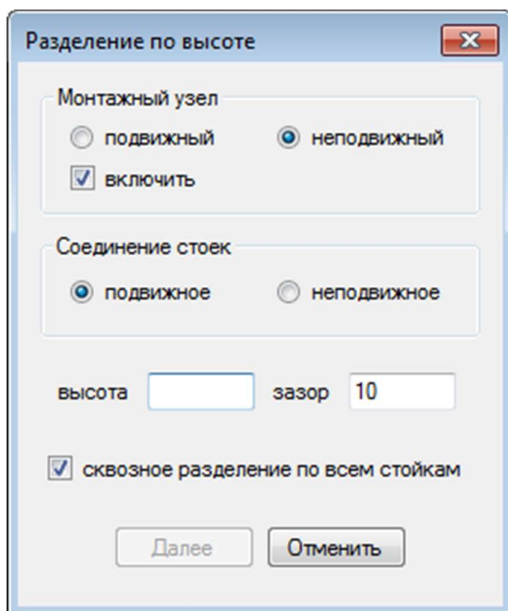 Разделение по высоте
Монтажный узел
подвижный неподвижный
включить
Соединение стоек
подвижное неподвижное
высота зазор 10
сквозное разделение по всем стойкам
Далее Отменить